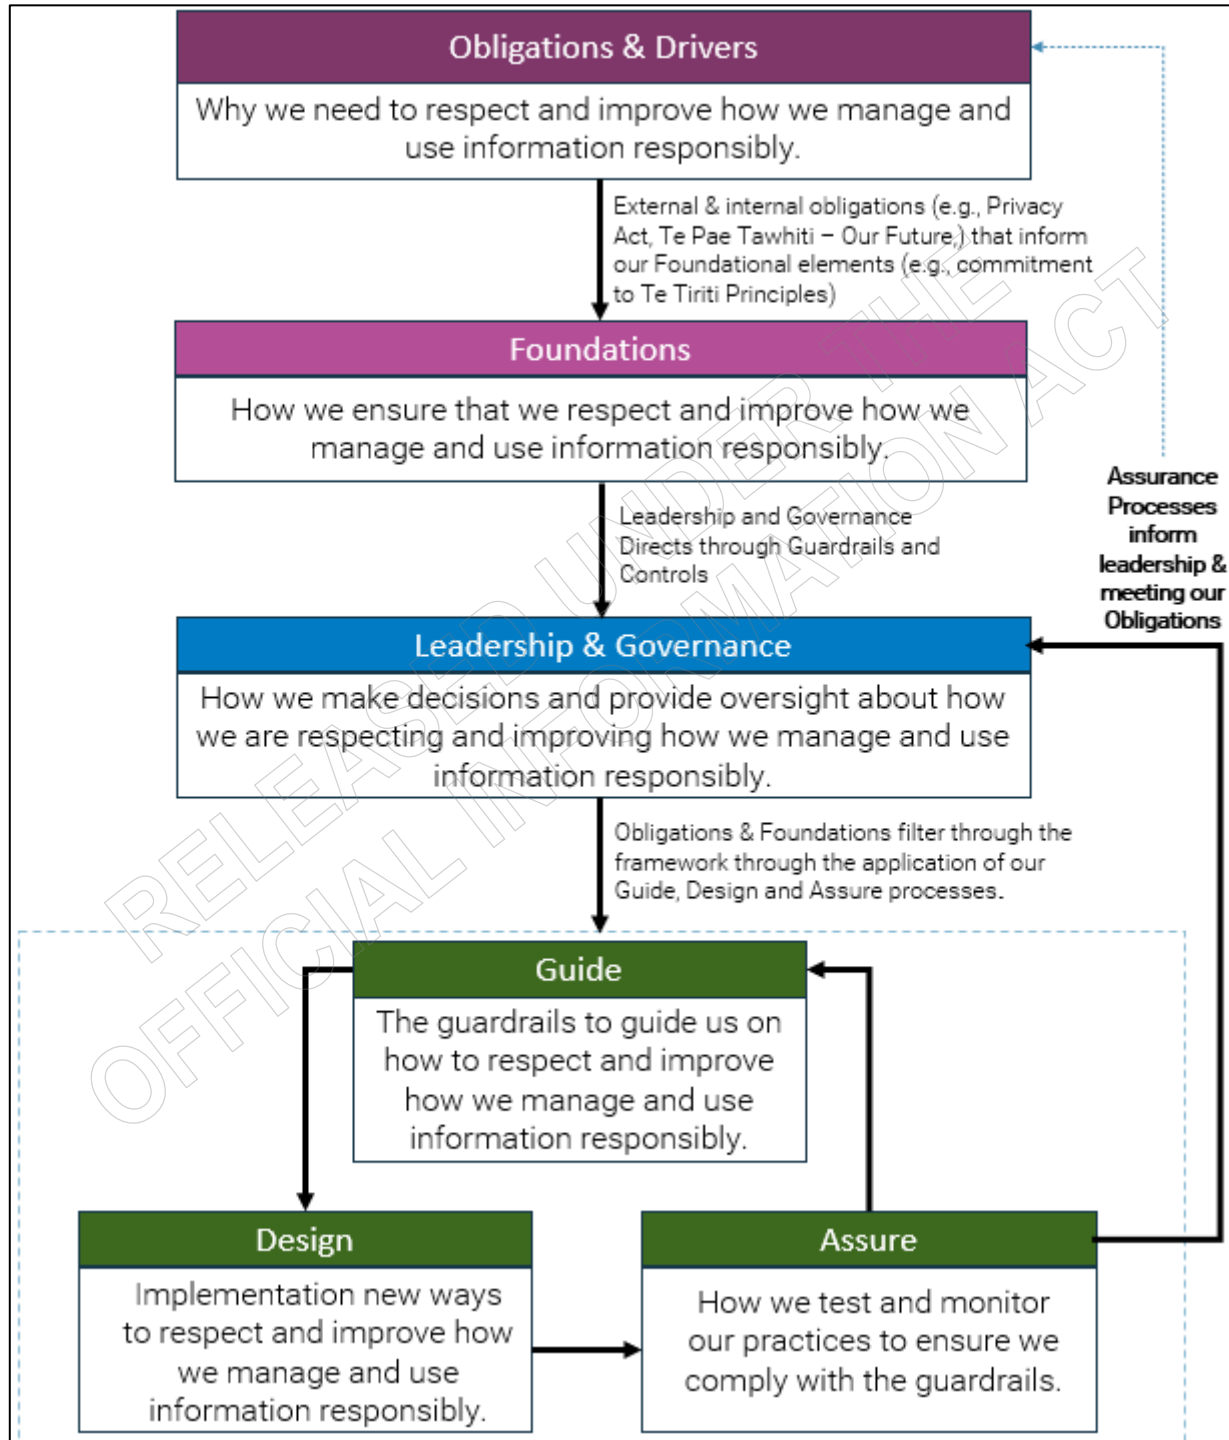 Obligations & Drivers
Why we need to respect and improve how we manage and
use information responsibly.
External & internal obligations (e.g., Privacy
Act, Te Pae Tawhiti – Our Future,) that inform
our Foundational elements (e.g., commitment
to Te Tiriti Principles)
Foundations
How we ensure that we respect and improve how we
manage and use information responsibly.
Leadership and Governance
Directs through Guardrails and
Controls
Assurance
Processes
inform
leadership &
meeting our
Obligations
Leadership & Governance
How we make decisions and provide oversight about how
we are respecting and improving how we manage and use
information responsibly.
Obligations & Foundations filter through the
framework through the application of our
Guide, Design and Assure processes.
Guide
The guardrails to guide us on
how to respect and improve
how we manage and use
information responsibly.
Design
Implementation new ways
to respect and improve how
we manage and use
information responsibly.
Assure
How we test and monitor
our practices to ensure we
comply with the guardrails.
RELEASED UNDER THE
OFFICIAL INFORMATION ACT